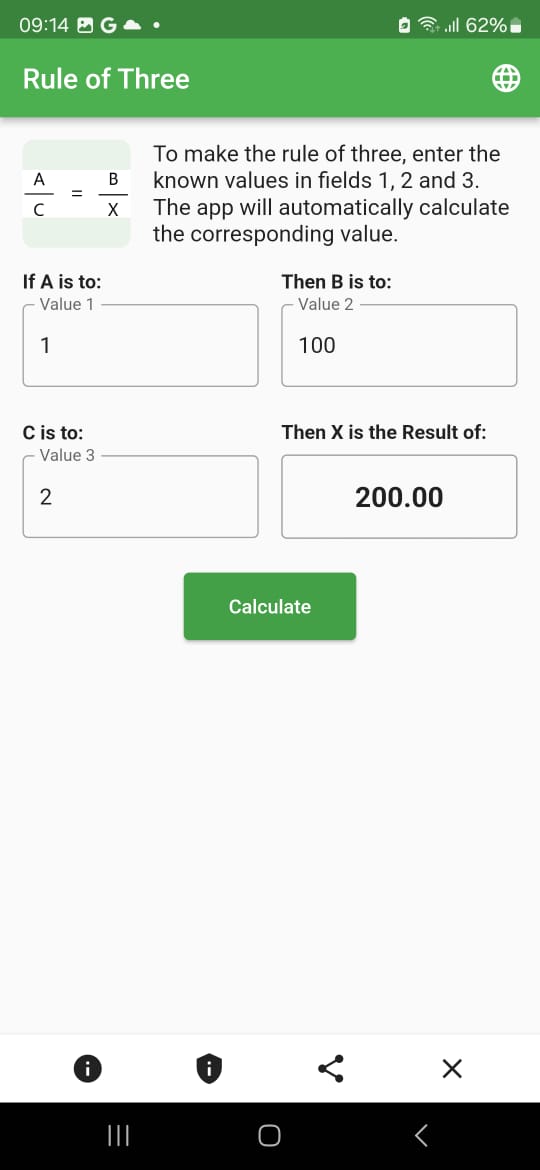 09:14 G 62%
Rule of Three
To make the rule of three, enter the
known values in fields 1, 2 and 3.
The app will automatically calculate
the corresponding value.
A = B
C X
If A is to: Then B is to:
Value 1 Value 2
1 100
C is to: Then X is the Result of:
Value 3
2 200.00
Calculate